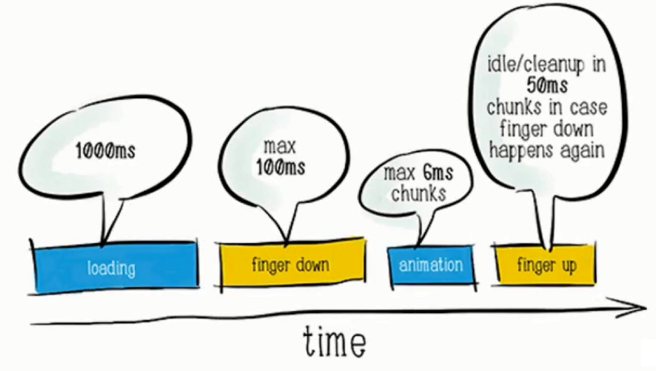 1000ms
max
100ms
max 6ms
chunks
idle/cleanup in
50ms
chunks in case
finger down
happens again
loading
finger down
animation
finger up
time